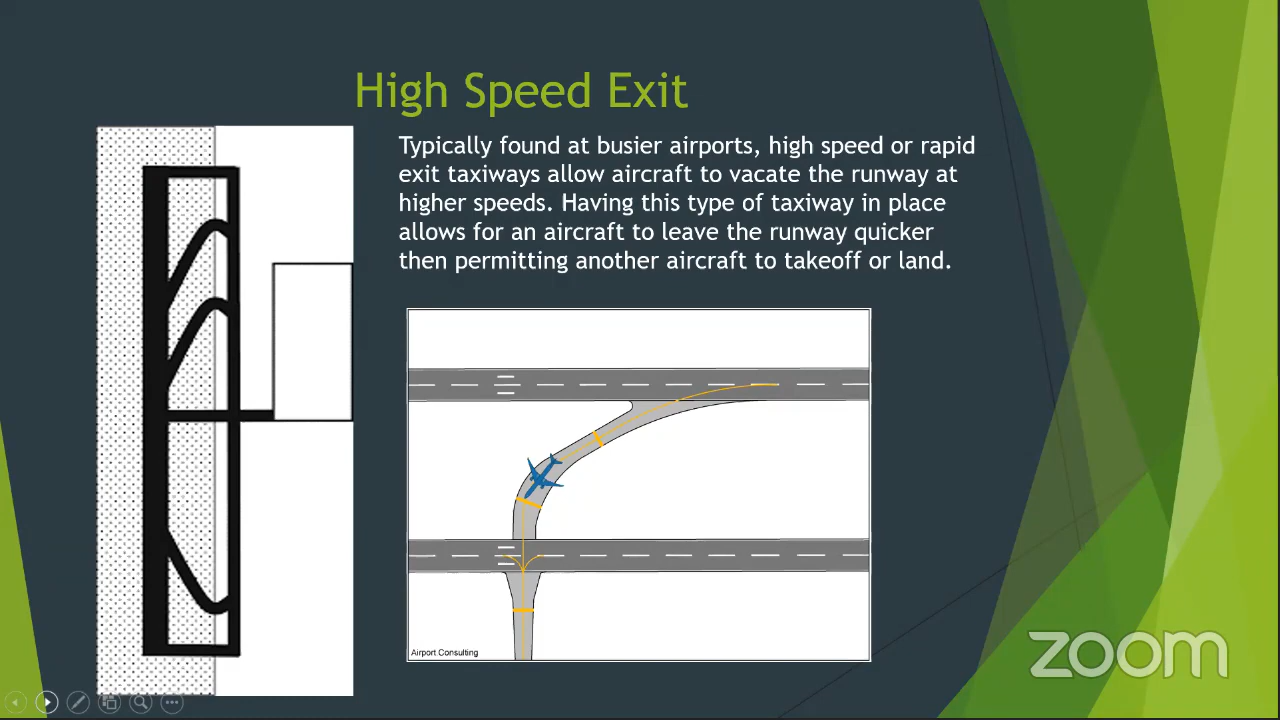 High Speed Exit
Typically found at busier airports, high speed or rapid
exit taxiways allow aircraft to vacate the runway at
higher speeds. Having this type of taxiway in place
allows for an aircraft to leave the runway quicker
then permitting another aircraft to takeoff or land.
Airport Consulting
zoom